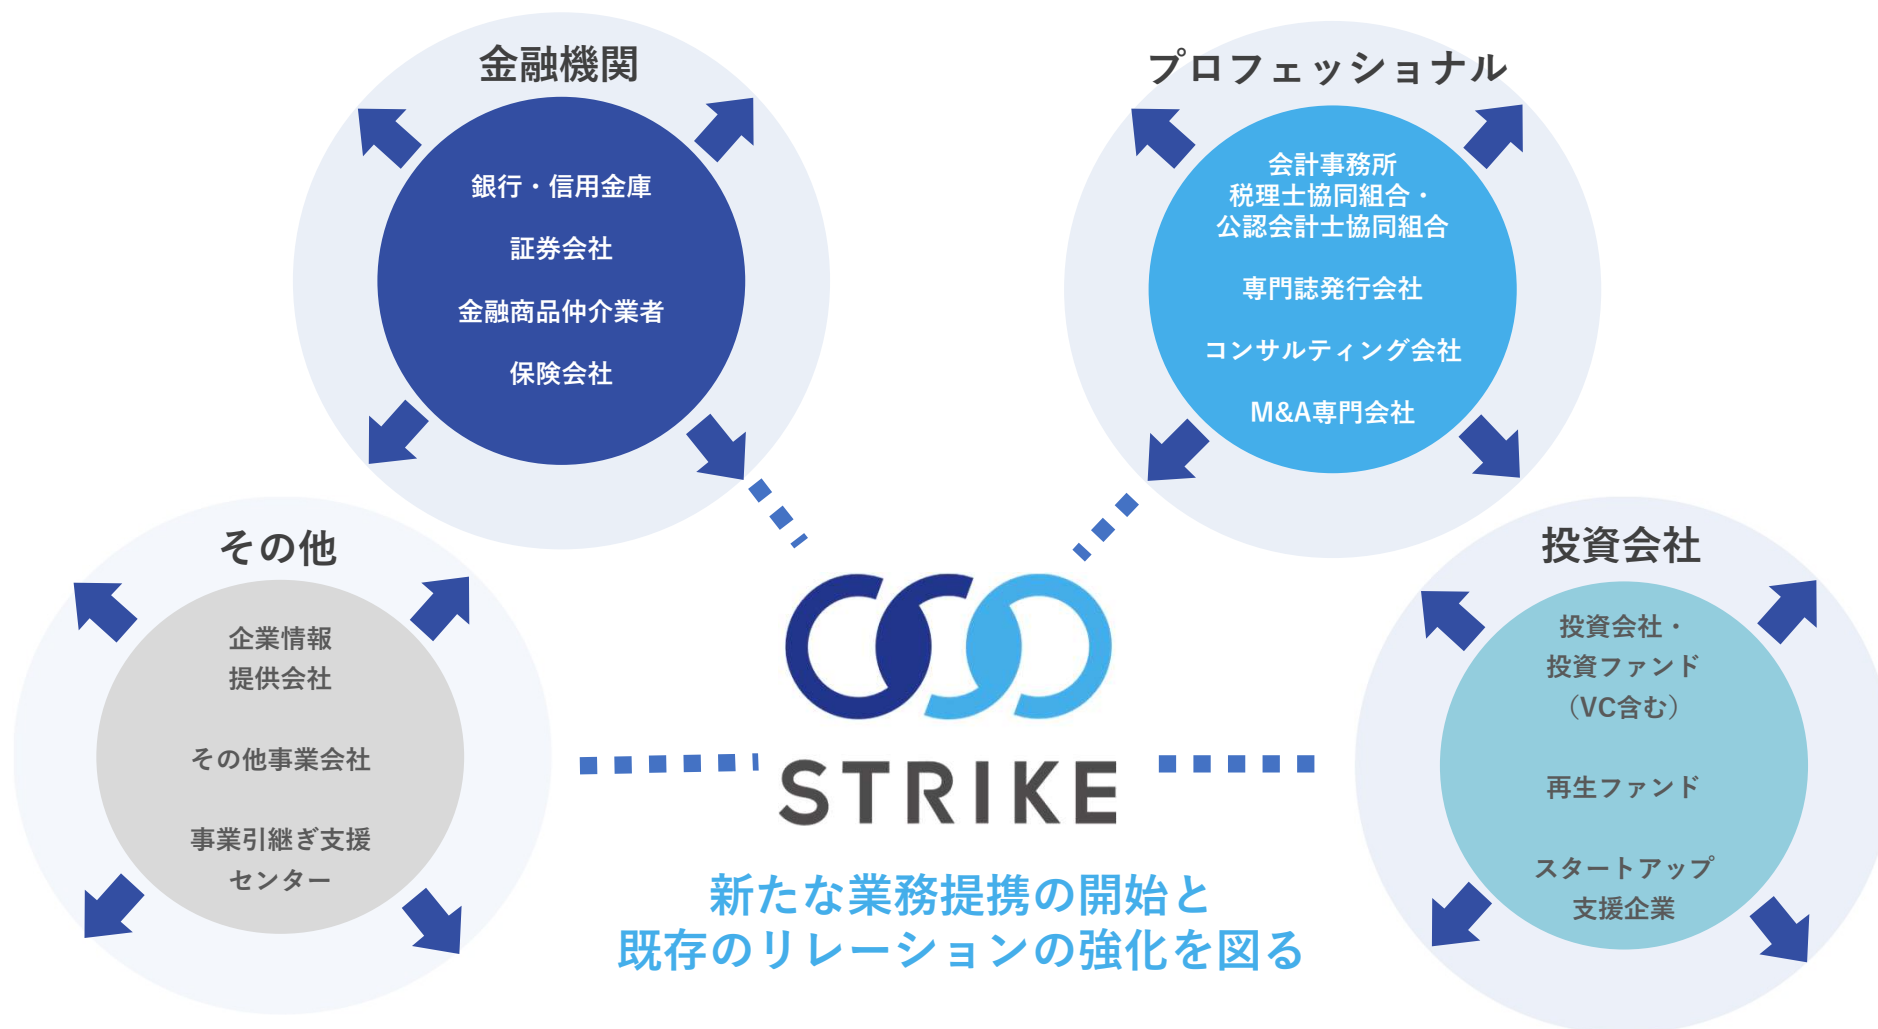 金融機関
銀行・信用金庫
証券会社
金融商品仲介業者
保険会社
プロフェッショナル
会計事務所
税理士協同組合・
公認会計士協同組合
専門誌発行会社
コンサルティング会社
M&A専門会社
その他
企業情報
提供会社
その他事業会社
事業引継ぎ支援
センター
投資会社
投資会社・
投資ファンド
（VC含む）
再生ファンド
スタートアップ
支援企業
STRIKE
新たな業務提携の開始と
既存のリレーションの強化を図る